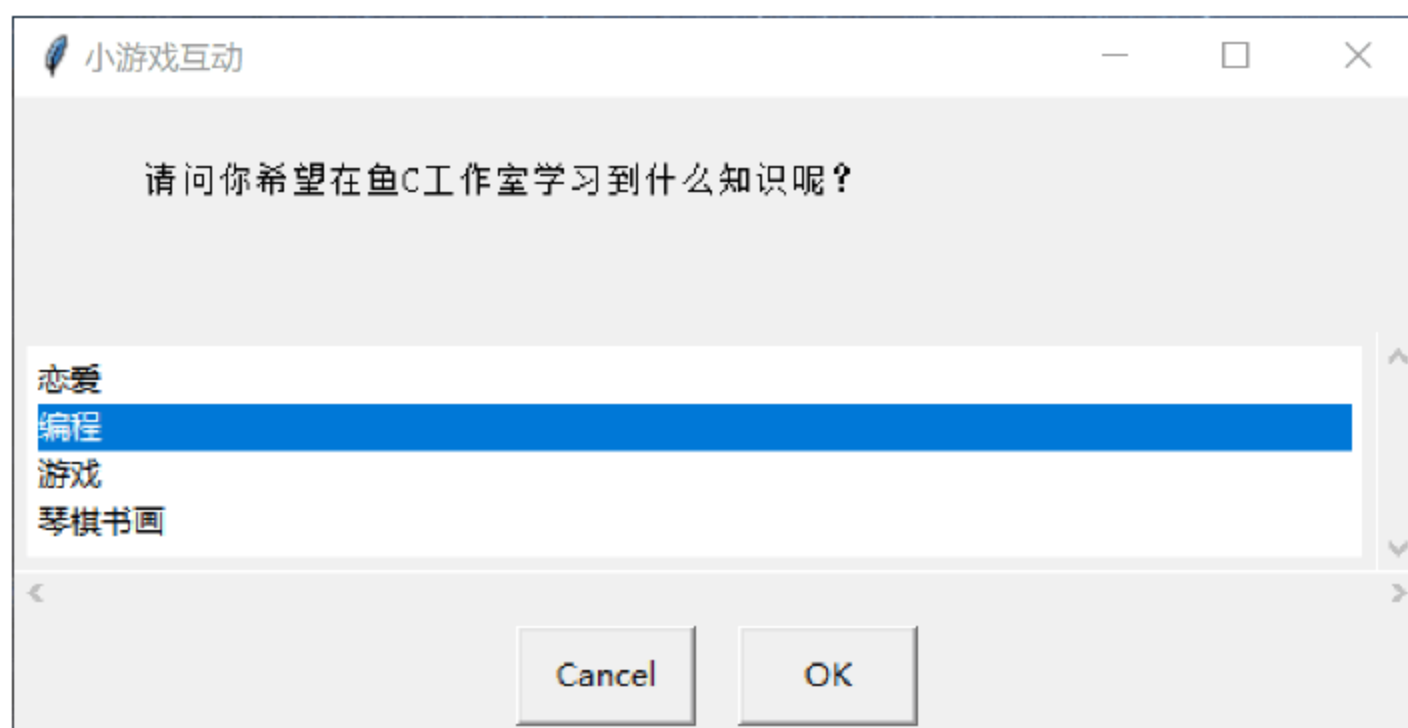 小游戏互动
请问你希望在鱼C工作室学习到什么知识呢?
恋爱
编程
游戏
琴棋书画
Cancel OK